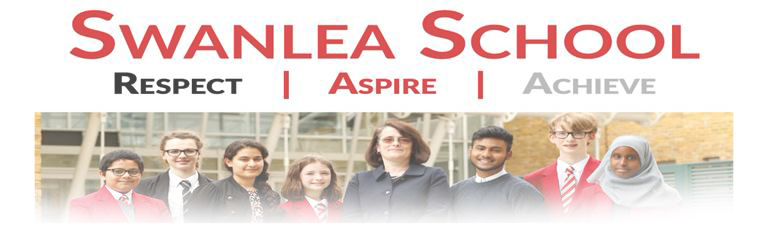 SWANLEA SCHOOL
RESPECT | ASPIRE | ACHIEVE